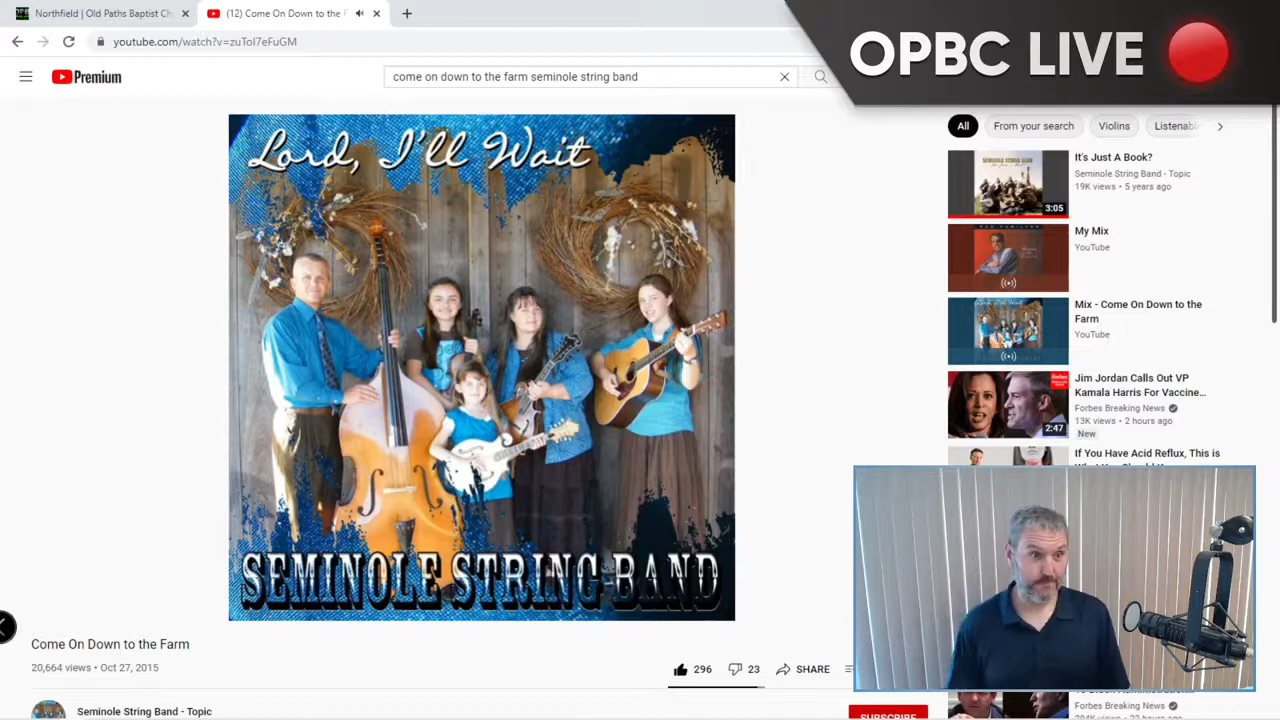 Northfield | Old Paths Baptist Ch
(12) Come On Down to the F
OPBC LIVE
youtube.com/watch?v=zuTol7eFuGM
Premium
come on down to the farm seminole string band
Lord, I'll Wait
SEMINOLE STRING BAND
All
From your search
Violins
Listenable
It's Just A Book?
Seminole String Band - Topic
19K views • 5 years ago
3:05
My Mix
YouTube
Mix - Come On Down to the
Farm
YouTube
Jim Jordan Calls Out VP
Kamala Harris For Vaccine...
Forbes Breaking News
13K views • 2 hours ago
2:47
New
If You Have Acid Reflux, This is
Come On Down to the Farm
20,664 views • Oct 27, 2015
296
23
SHARE
Seminole String Band - Topic
SUBSCRIBE
Forbes Breaking News